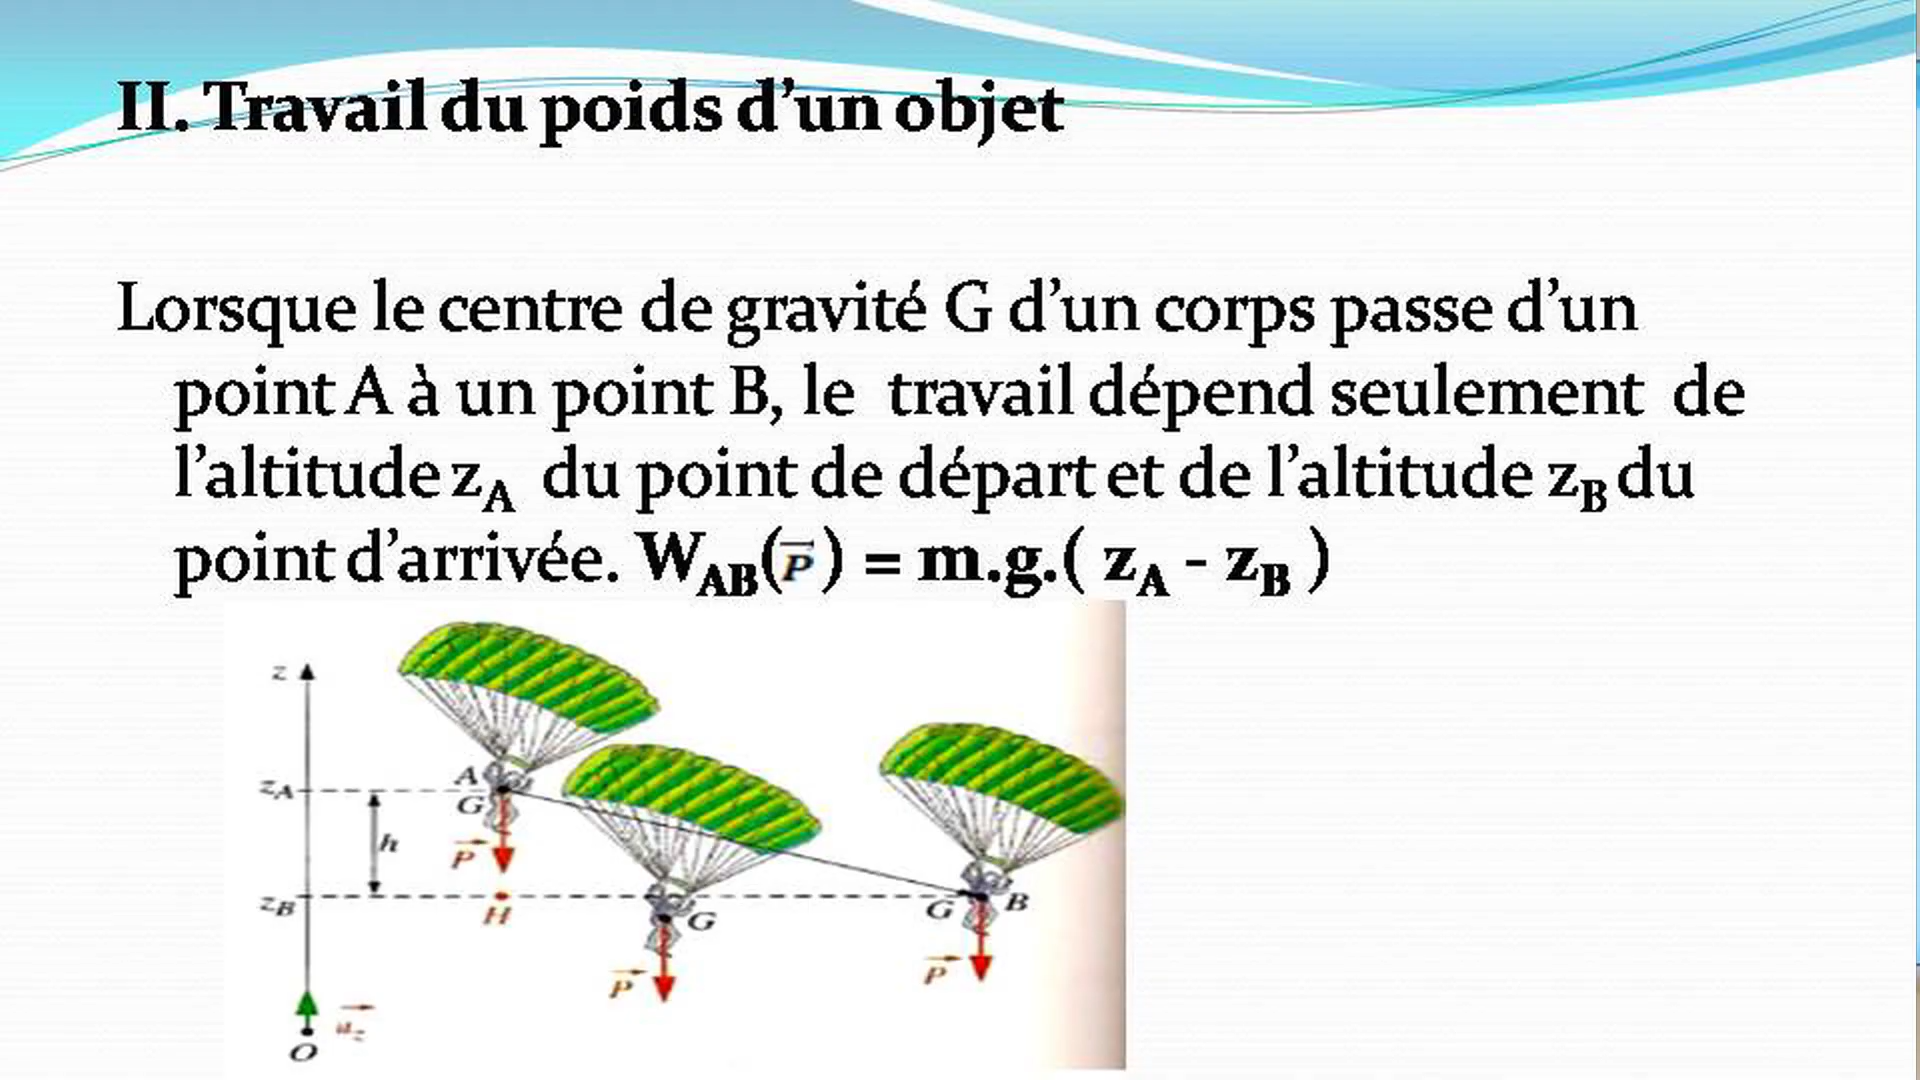 II. Travail du poids d’un objet
Lorsque le centre de gravité G d’un corps passe d’un
point A à un point B, le travail dépend seulement de
l’altitude zA du point de départ et de l’altitude zB du
point d’arrivée. WAB(P) = m.g.( zA - zB )
z
A
zA
G
h
P
zB
H
G
G
B
P
P
uz
O